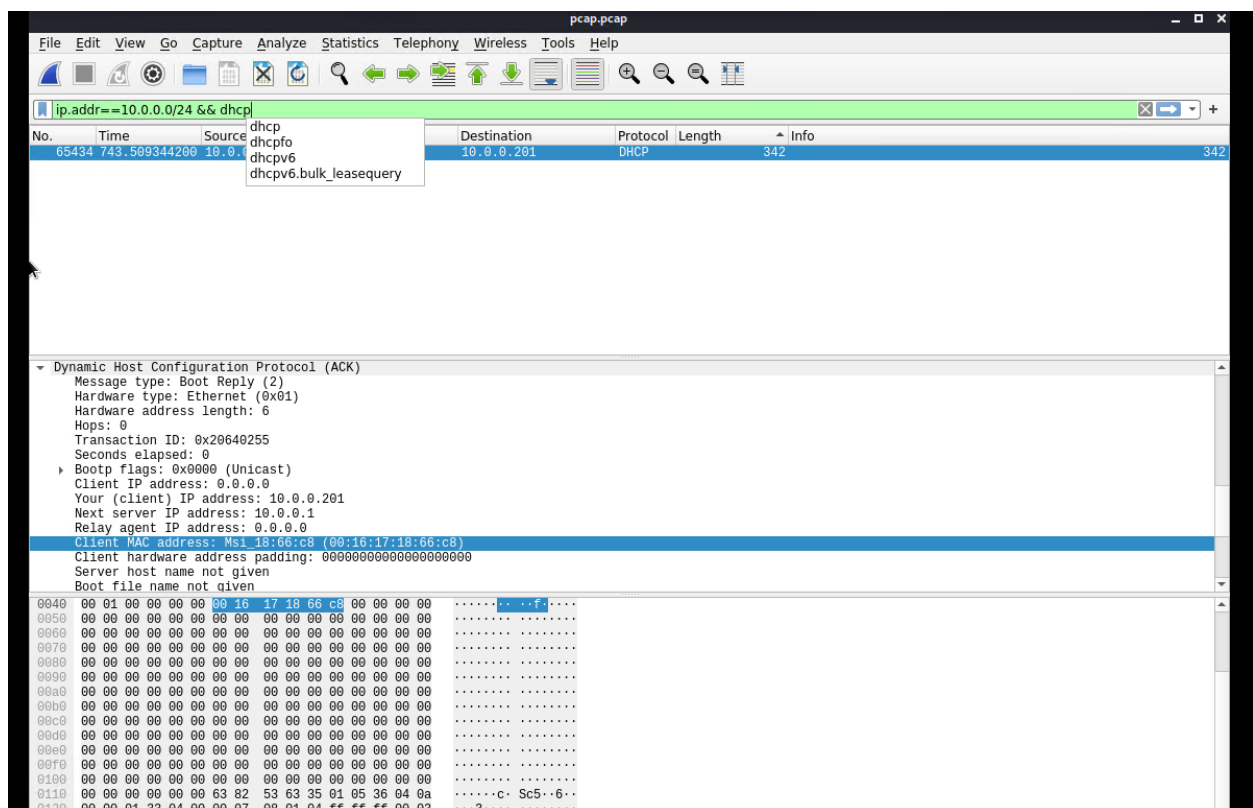 pcap.pcap
File Edit View Go Capture Analyze Statistics Telephony Wireless Tools Help
ip.addr==10.0.0.0/24 && dhcp
dhcp
dhcpfo
dhcpv6
dhcpv6.bulk_leasequery
No. Time Source Destination Protocol Length Info
65434 743.509344200 10.0.0 10.0.0.201 DHCP 342 342
Dynamic Host Configuration Protocol (ACK)
Message type: Boot Reply (2)
Hardware type: Ethernet (0x01)
Hardware address length: 6
Hops: 0
Transaction ID: 0x20640255
Seconds elapsed: 0
Bootp flags: 0x0000 (Unicast)
Client IP address: 0.0.0.0
Your (client) IP address: 10.0.0.201
Next server IP address: 10.0.0.1
Relay agent IP address: 0.0.0.0
Client MAC address: Msi_18:66:c8 (00:16:17:18:66:c8)
Client hardware address padding: 00000000000000000000
Server host name not given
Boot file name not given
0040 00 01 00 00 00 00 00 16 17 18 66 c8 00 00 00 00 ········ ··f·····
0050 00 00 00 00 00 00 00 00 00 00 00 00 00 00 00 00 ········ ········
0060 00 00 00 00 00 00 00 00 00 00 00 00 00 00 00 00 ········ ········
0070 00 00 00 00 00 00 00 00 00 00 00 00 00 00 00 00 ········ ········
0080 00 00 00 00 00 00 00 00 00 00 00 00 00 00 00 00 ········ ········
0090 00 00 00 00 00 00 00 00 00 00 00 00 00 00 00 00 ········ ········
00a0 00 00 00 00 00 00 00 00 00 00 00 00 00 00 00 00 ········ ········
00b0 00 00 00 00 00 00 00 00 00 00 00 00 00 00 00 00 ········ ········
00c0 00 00 00 00 00 00 00 00 00 00 00 00 00 00 00 00 ········ ········
00d0 00 00 00 00 00 00 00 00 00 00 00 00 00 00 00 00 ········ ········
00e0 00 00 00 00 00 00 00 00 00 00 00 00 00 00 00 00 ········ ········
00f0 00 00 00 00 00 00 00 00 00 00 00 00 00 00 00 00 ········ ········
0100 00 00 00 00 00 00 00 00 00 00 00 00 00 00 00 00 ········ ········
0110 00 00 00 00 00 00 63 82 53 63 35 01 05 36 04 0a ······c· Sc5··6··